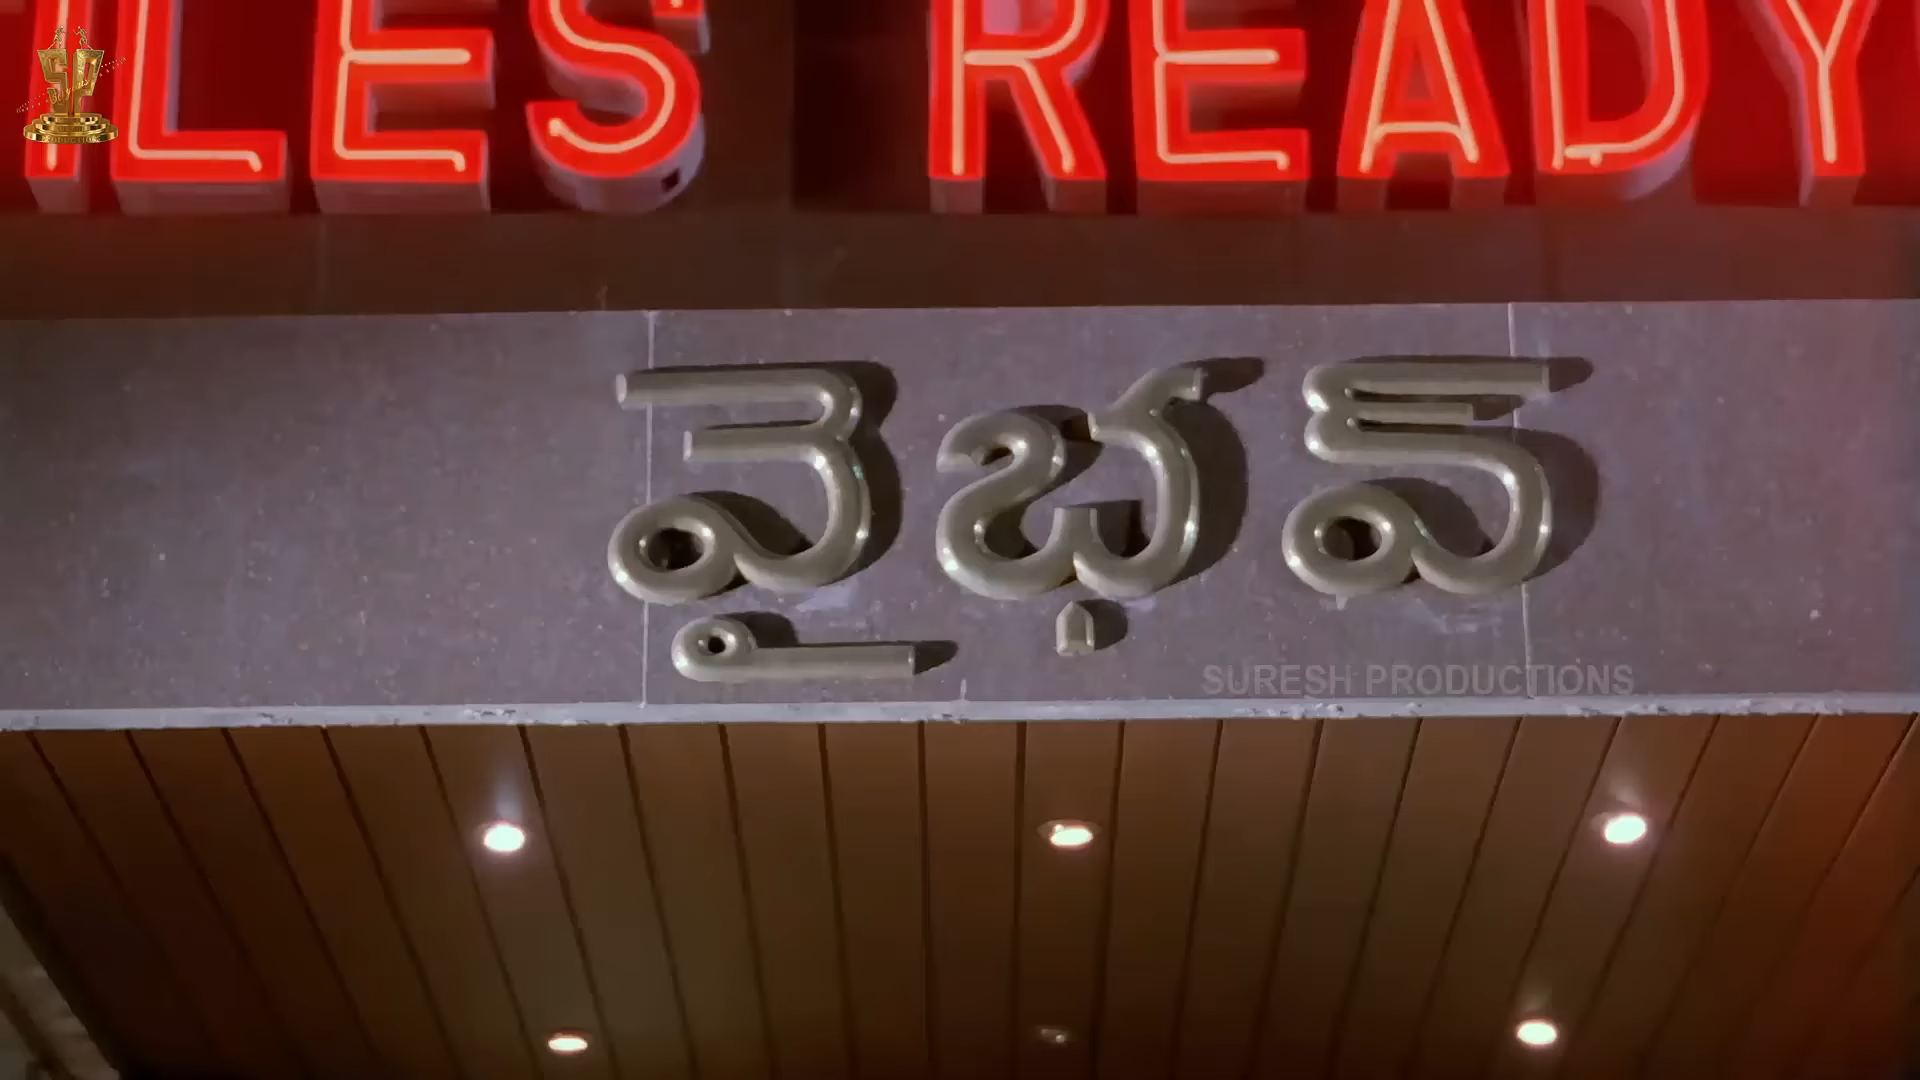 ILES READY
వైభవ్
SURESH PRODUCTIONS